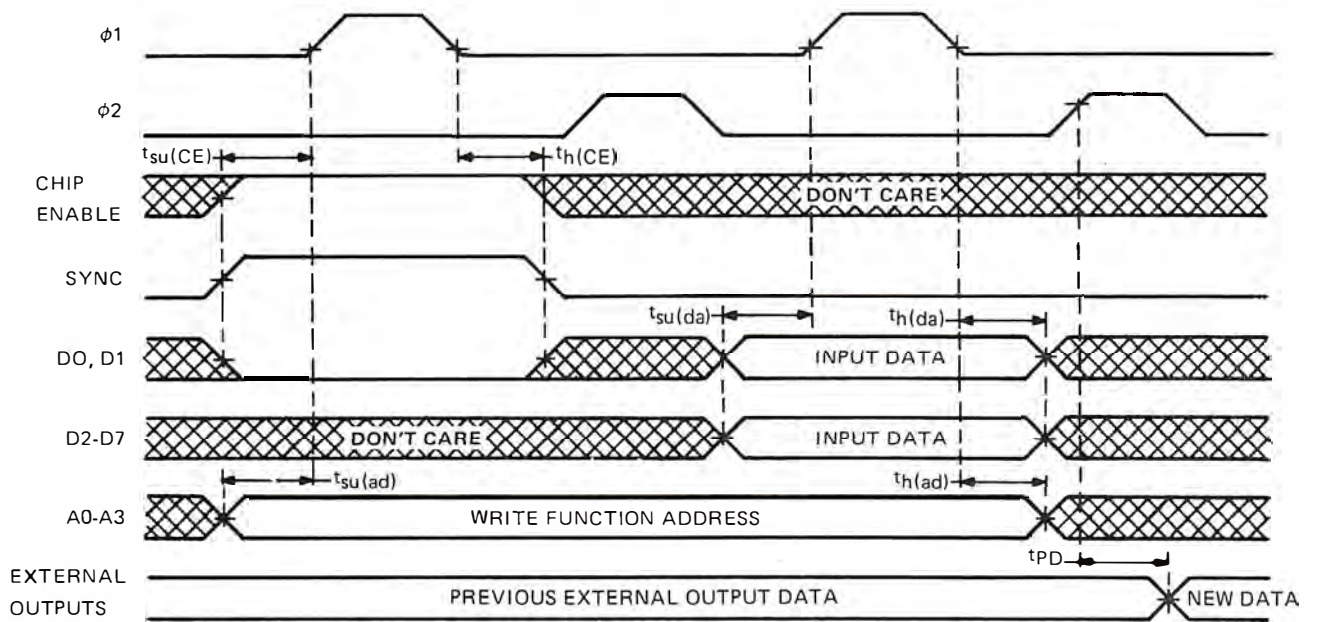 ϕ1
ϕ2
tsu(CE)
th(CE)
CHIP
ENABLE
DON'T CARE
SYNC
tsu(da)
th(da)
DO, D1
INPUT DATA
D2-D7
DON'T CARE
INPUT DATA
tsu(ad)
th(ad)
A0-A3
WRITE FUNCTION ADDRESS
tPD
EXTERNAL
OUTPUTS
PREVIOUS EXTERNAL OUTPUT DATA
NEW DATA